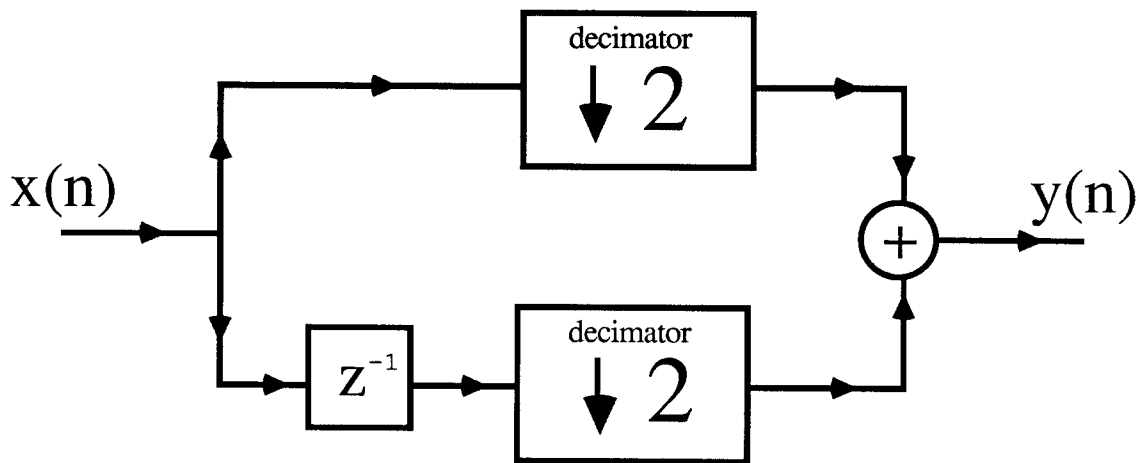 decimator
↓ 2
x(n)
y(n)
+
decimator
z⁻¹
↓ 2